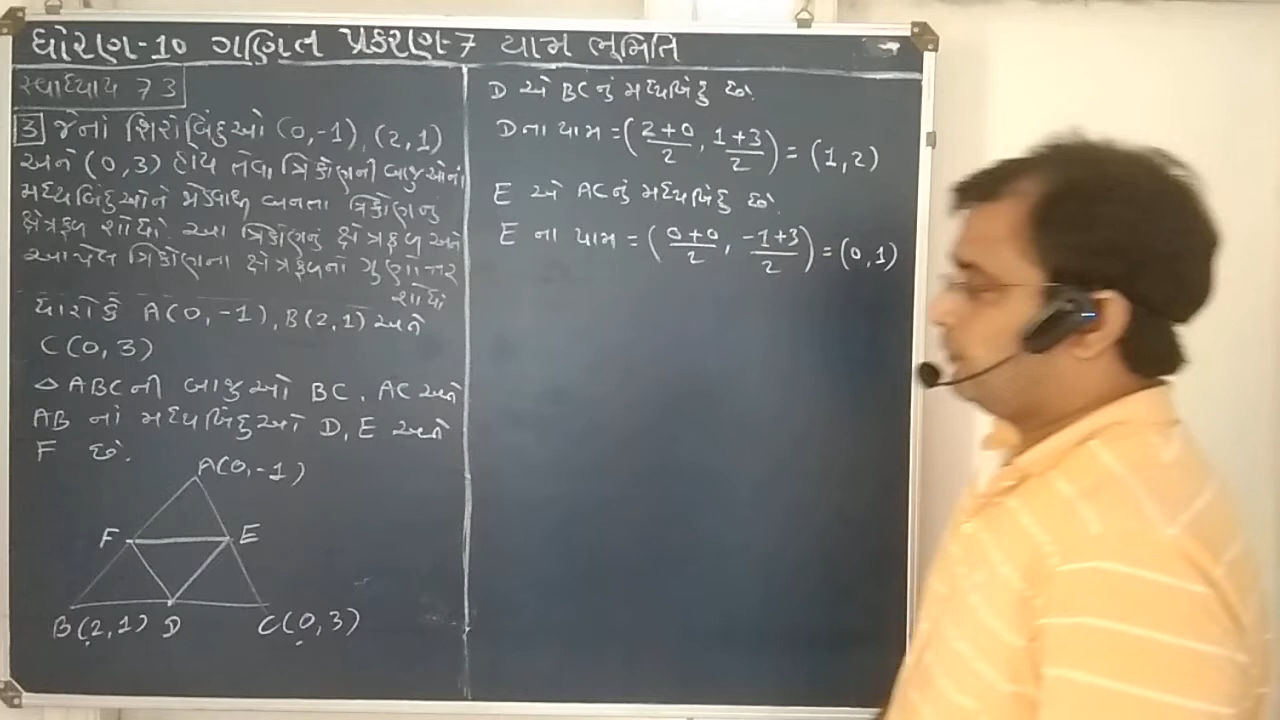 ધોરણ-10 ગણિત પ્રકરણ-7 યામ ભૂમિતિ
સ્વાધ્યાય 7 3
3 જેનાં શિરોબિંદુઓ (0,-1), (2,1)
અને (0,3) હોય તેવા ત્રિકોણની બાજુઓનાં
મધ્યબિંદુઓને જોડવાથી બનતા ત્રિકોણનું
ક્ષેત્રફળ શોધો. આ ત્રિકોણનું ક્ષેત્રફળ અને
આપેલ ત્રિકોણના ક્ષેત્રફળનો ગુણોત્તર
શોધો
ધારો કે A(0,-1), B(2,1) અને
C(0,3)
△ABCની બાજુઓ BC, AC અને
AB નાં મધ્યબિંદુઓ D, E અને
F છે.
A(0,-1)
F E
B(2,1) D C(0,3)
D એ BCનું મધ્યબિંદુ છે.
Dના યામ = (2+0/2, 1+3/2) = (1,2)
E એ ACનું મધ્યબિંદુ છે.
E ના યામ = (0+0/2, -1+3/2) = (0,1)